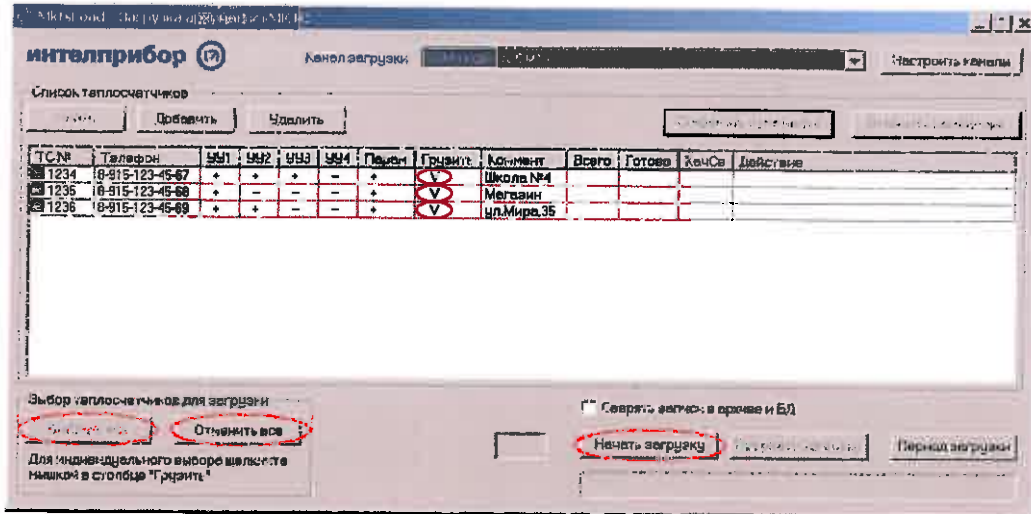 интелприбор
Канал загрузки
Настроить каналы
Список теплосчетчиков
Добавить Удалить
ТС№ Телефон УУ1 УУ2 УУ3 УУ4 Парам Грузить Коммент Всего Готово КачСв Действие
1234 8-915-123-45-67 + + + – + V Школа №4
1235 8-915-123-45-68 + – – – + V Магазин
1236 8-915-123-45-69 + + – – + V ул.Мира,35
Выбор теплосчетчиков для загрузки
Отменить все
Для индивидуального выбора щелкните
мышкой в столбце "Грузить"
Сверять записи в архиве и БД
Начать загрузку
Период загрузки